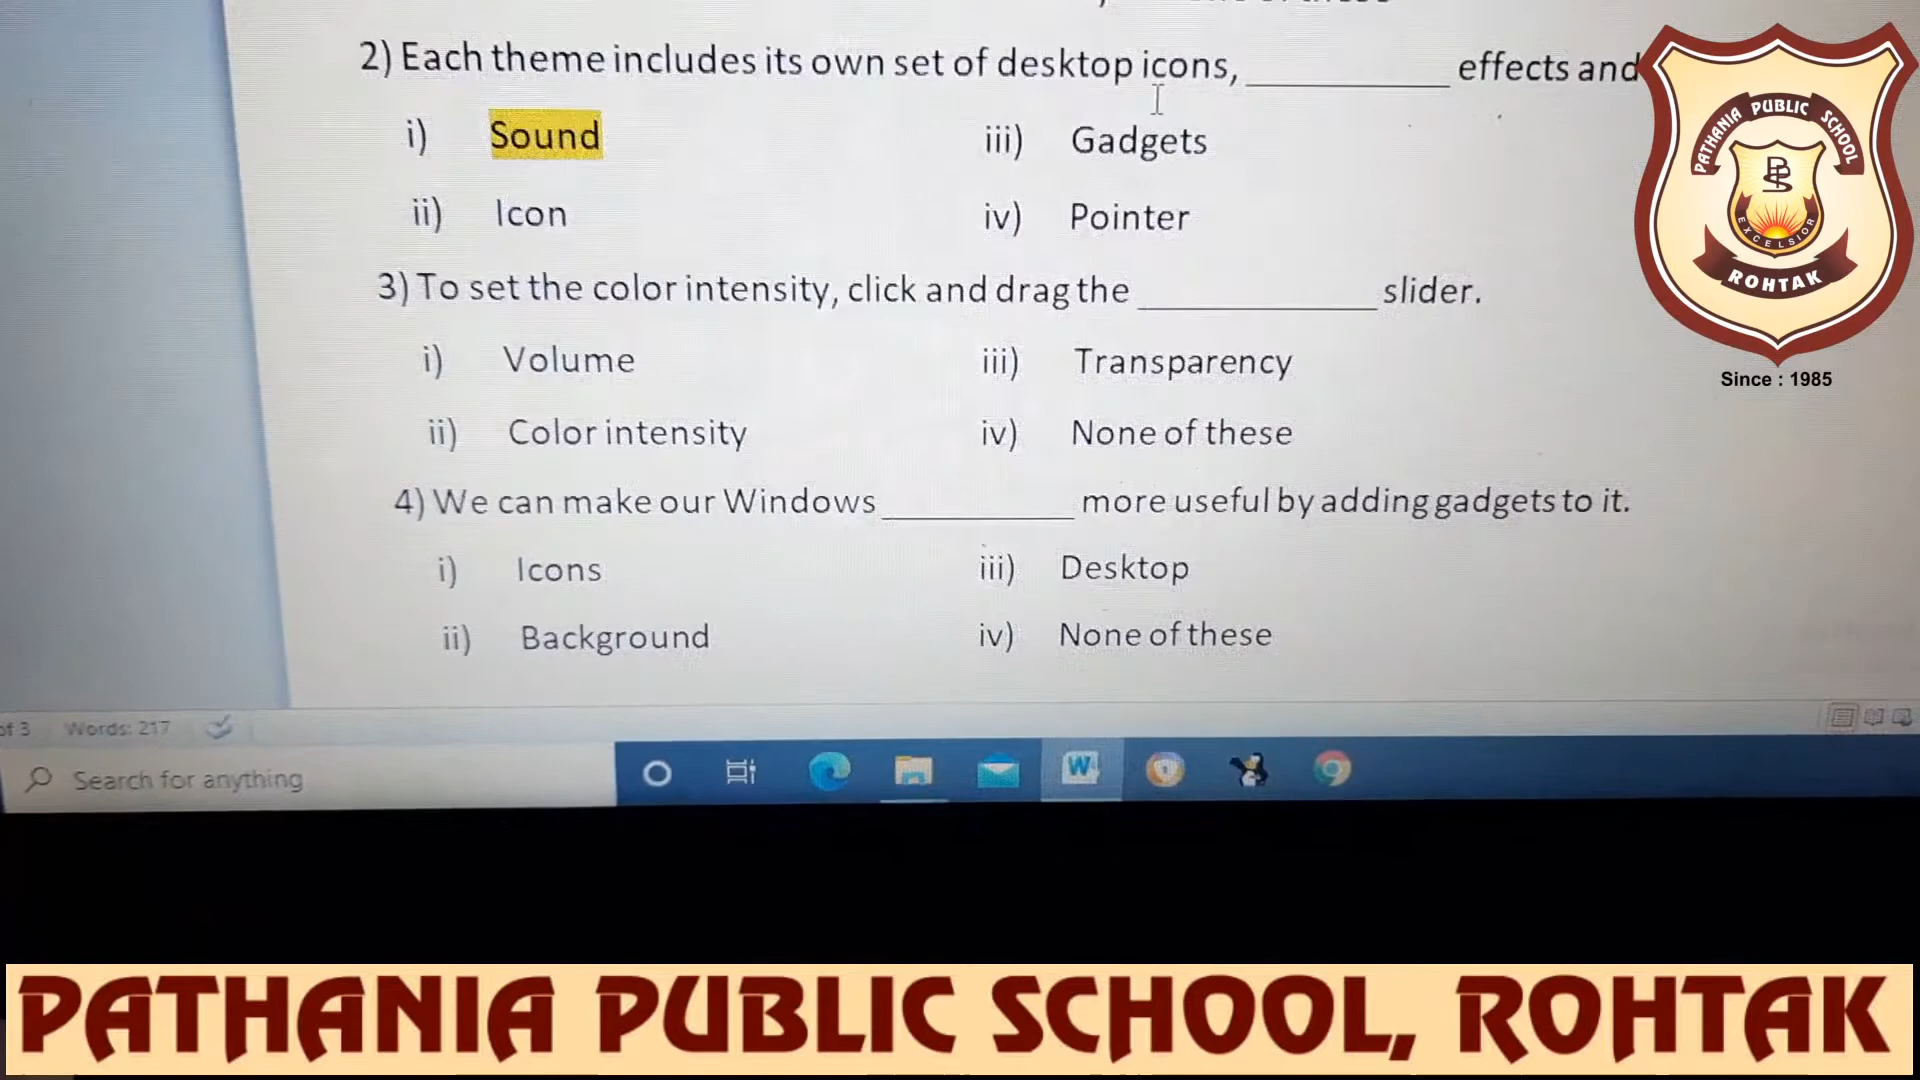 2) Each theme includes its own set of desktop icons, __________ effects and
i) Sound iii) Gadgets
ii) Icon iv) Pointer
3) To set the color intensity, click and drag the ____________ slider.
i) Volume iii) Transparency
ii) Color intensity iv) None of these
4) We can make our Windows __________ more useful by adding gadgets to it.
i) Icons iii) Desktop
ii) Background iv) None of these
of 3 Words: 217
Search for anything
PATHANIA PUBLIC SCHOOL
EXCELSIOR
ROHTAK
Since : 1985
PATHANIA PUBLIC SCHOOL, ROHTAK